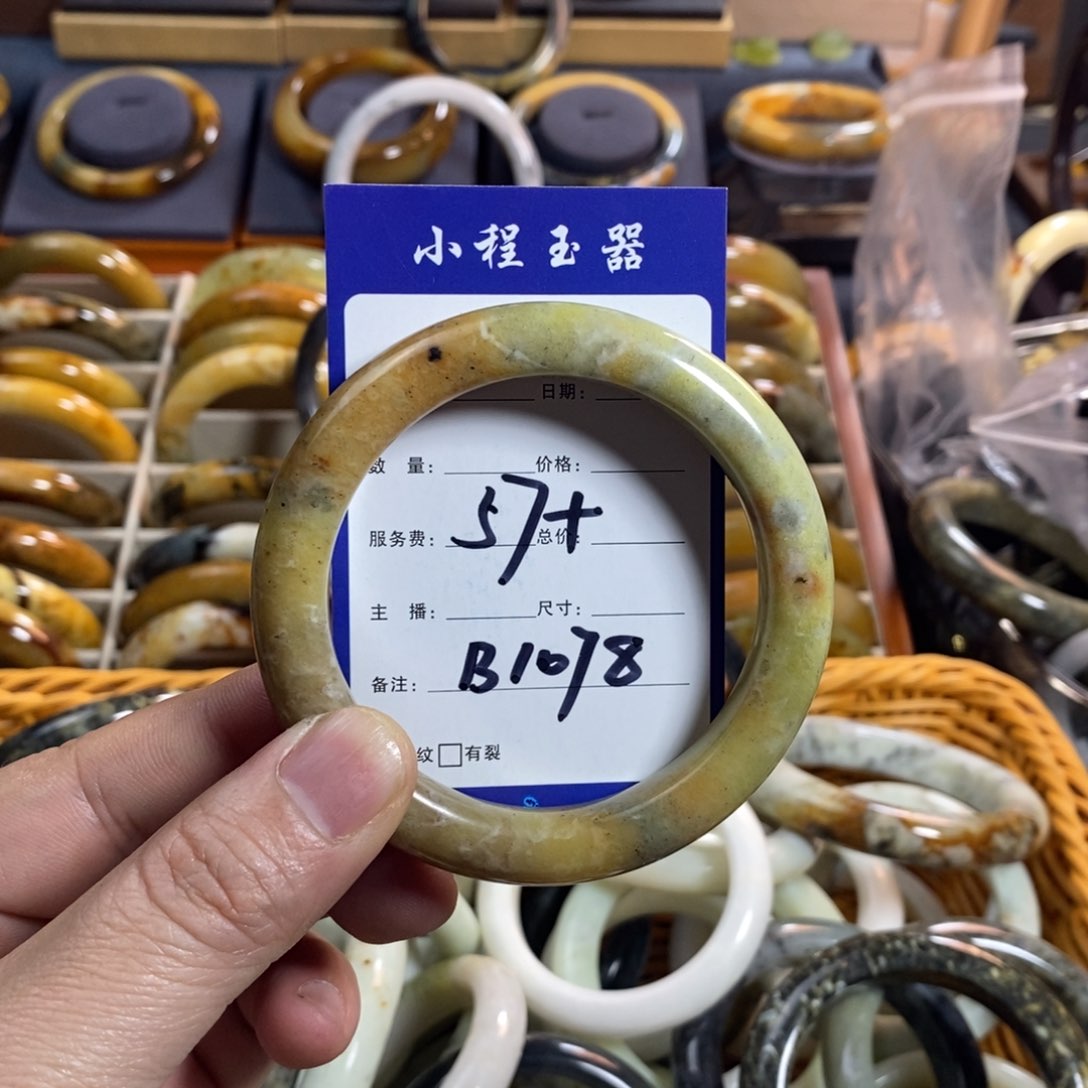 小程玉器
日期：
数 量： 价格：
57+
服务费： 总价：
主 播： 尺寸：
备注： B1078
纹□有裂